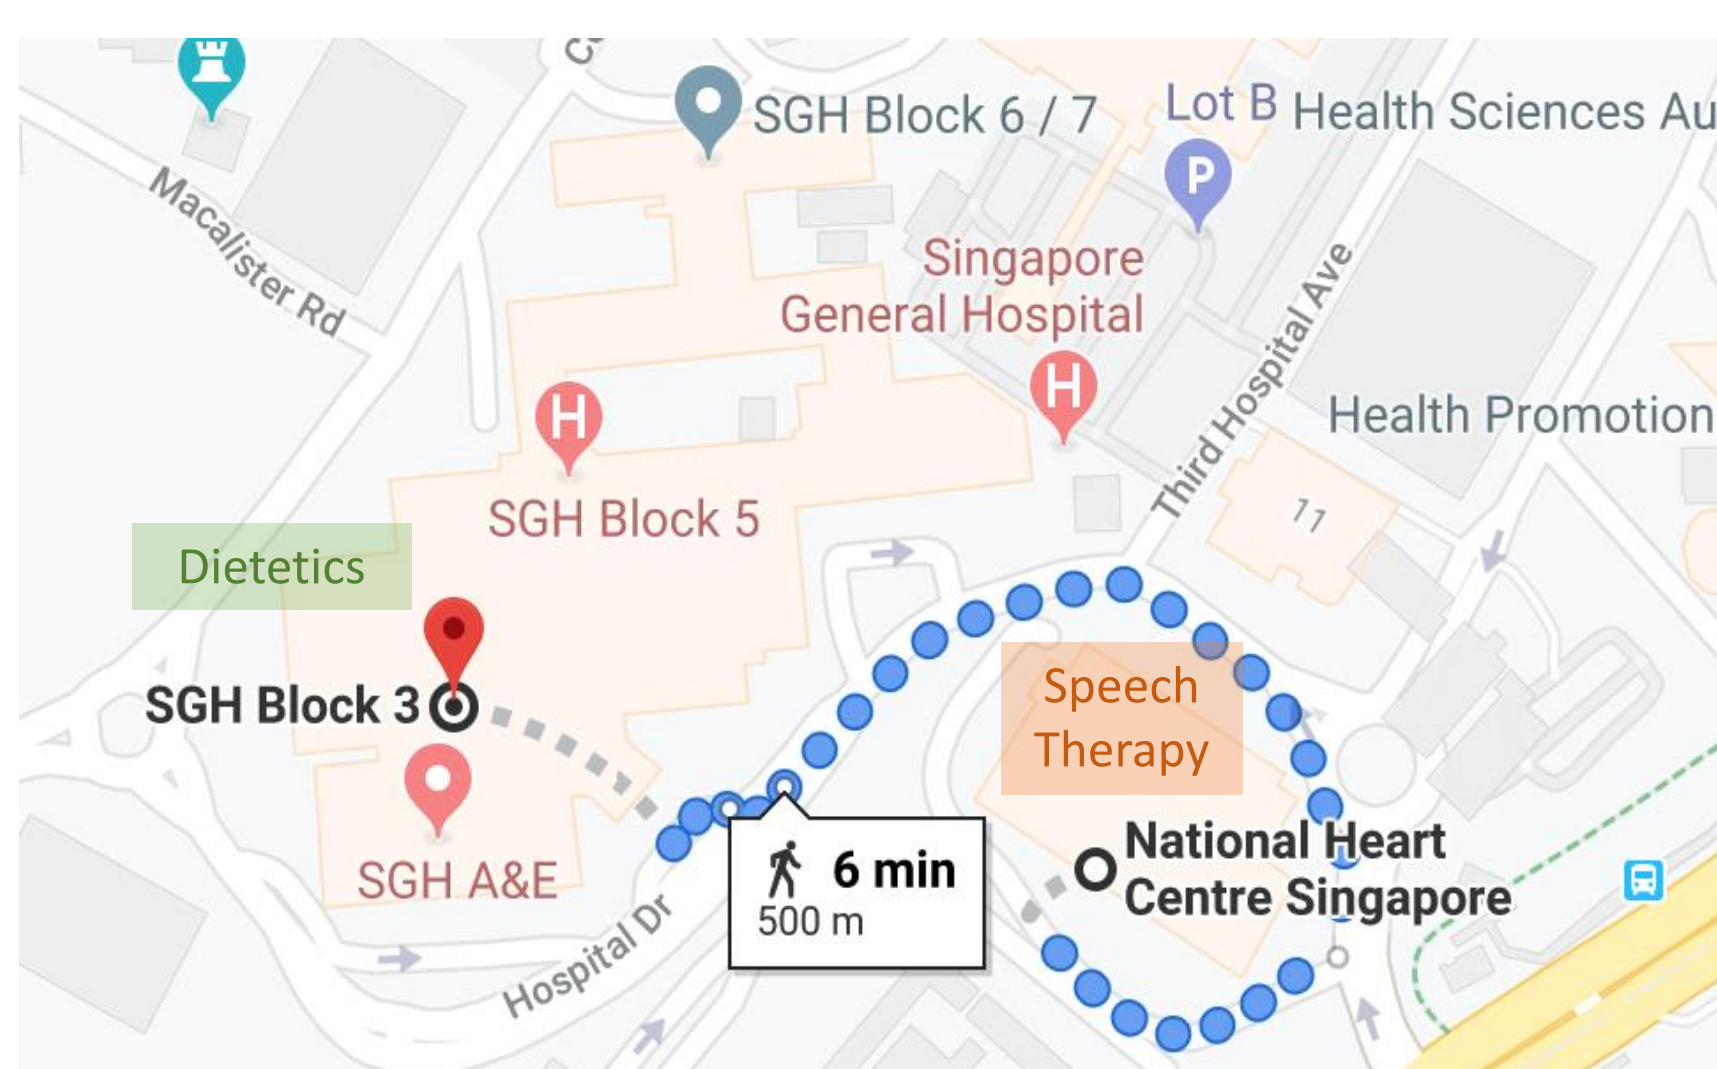 SGH Block 6 / 7
Lot B
Health Sciences Au
P
Macalister Rd
Singapore
General Hospital
H
Third Hospital Ave
H
Health Promotion
SGH Block 5
11
Dietetics
Speech
Therapy
SGH Block 3
National Heart
Centre Singapore
6 min
500 m
SGH A&E
Hospital Dr